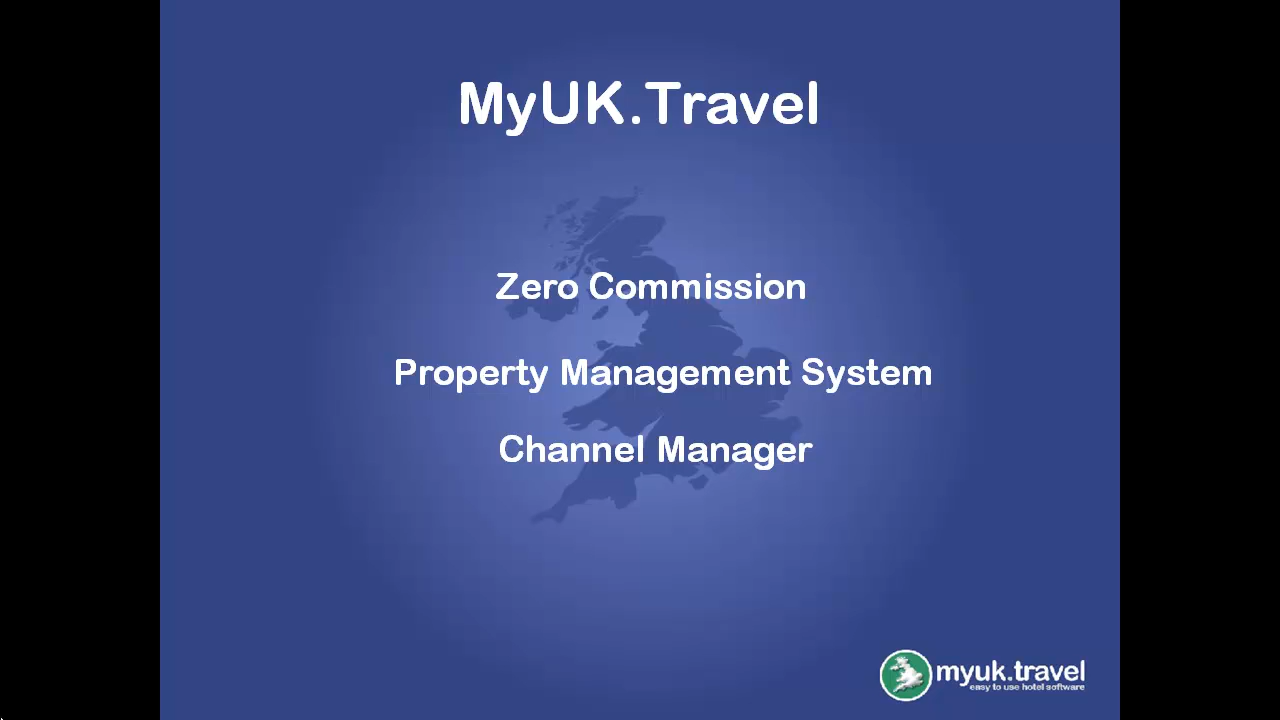 MyUK.Travel
Zero Commission
Property Management System
Channel Manager
myuk.travel
easy to use hotel software